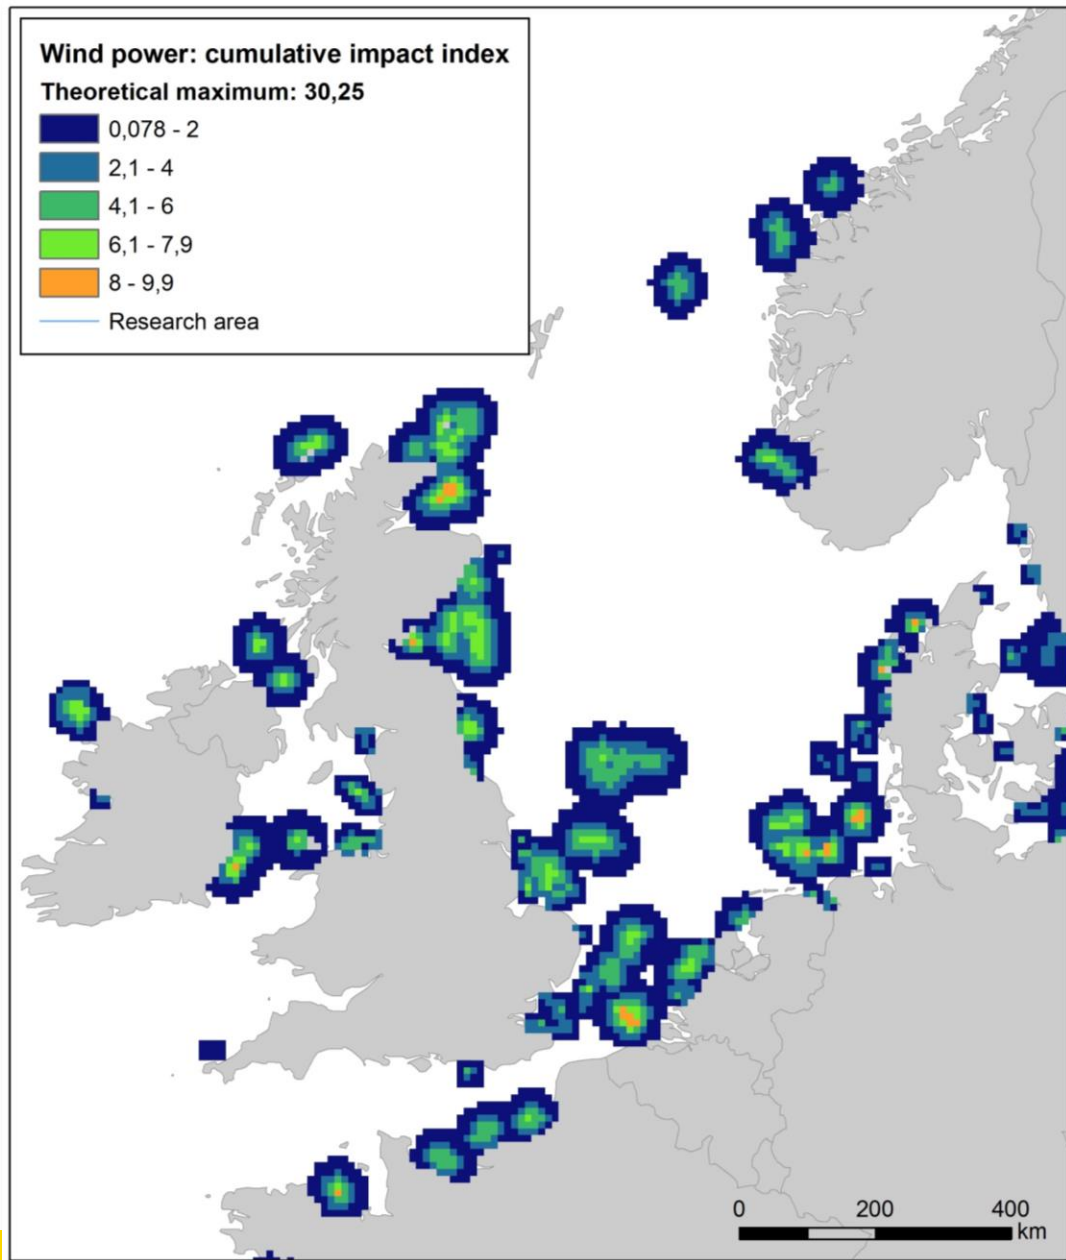 Wind power: cumulative impact index
Theoretical maximum: 30,25
0,078 - 2
2,1 - 4
4,1 - 6
6,1 - 7,9
8 - 9,9
Research area
0 200 400
km